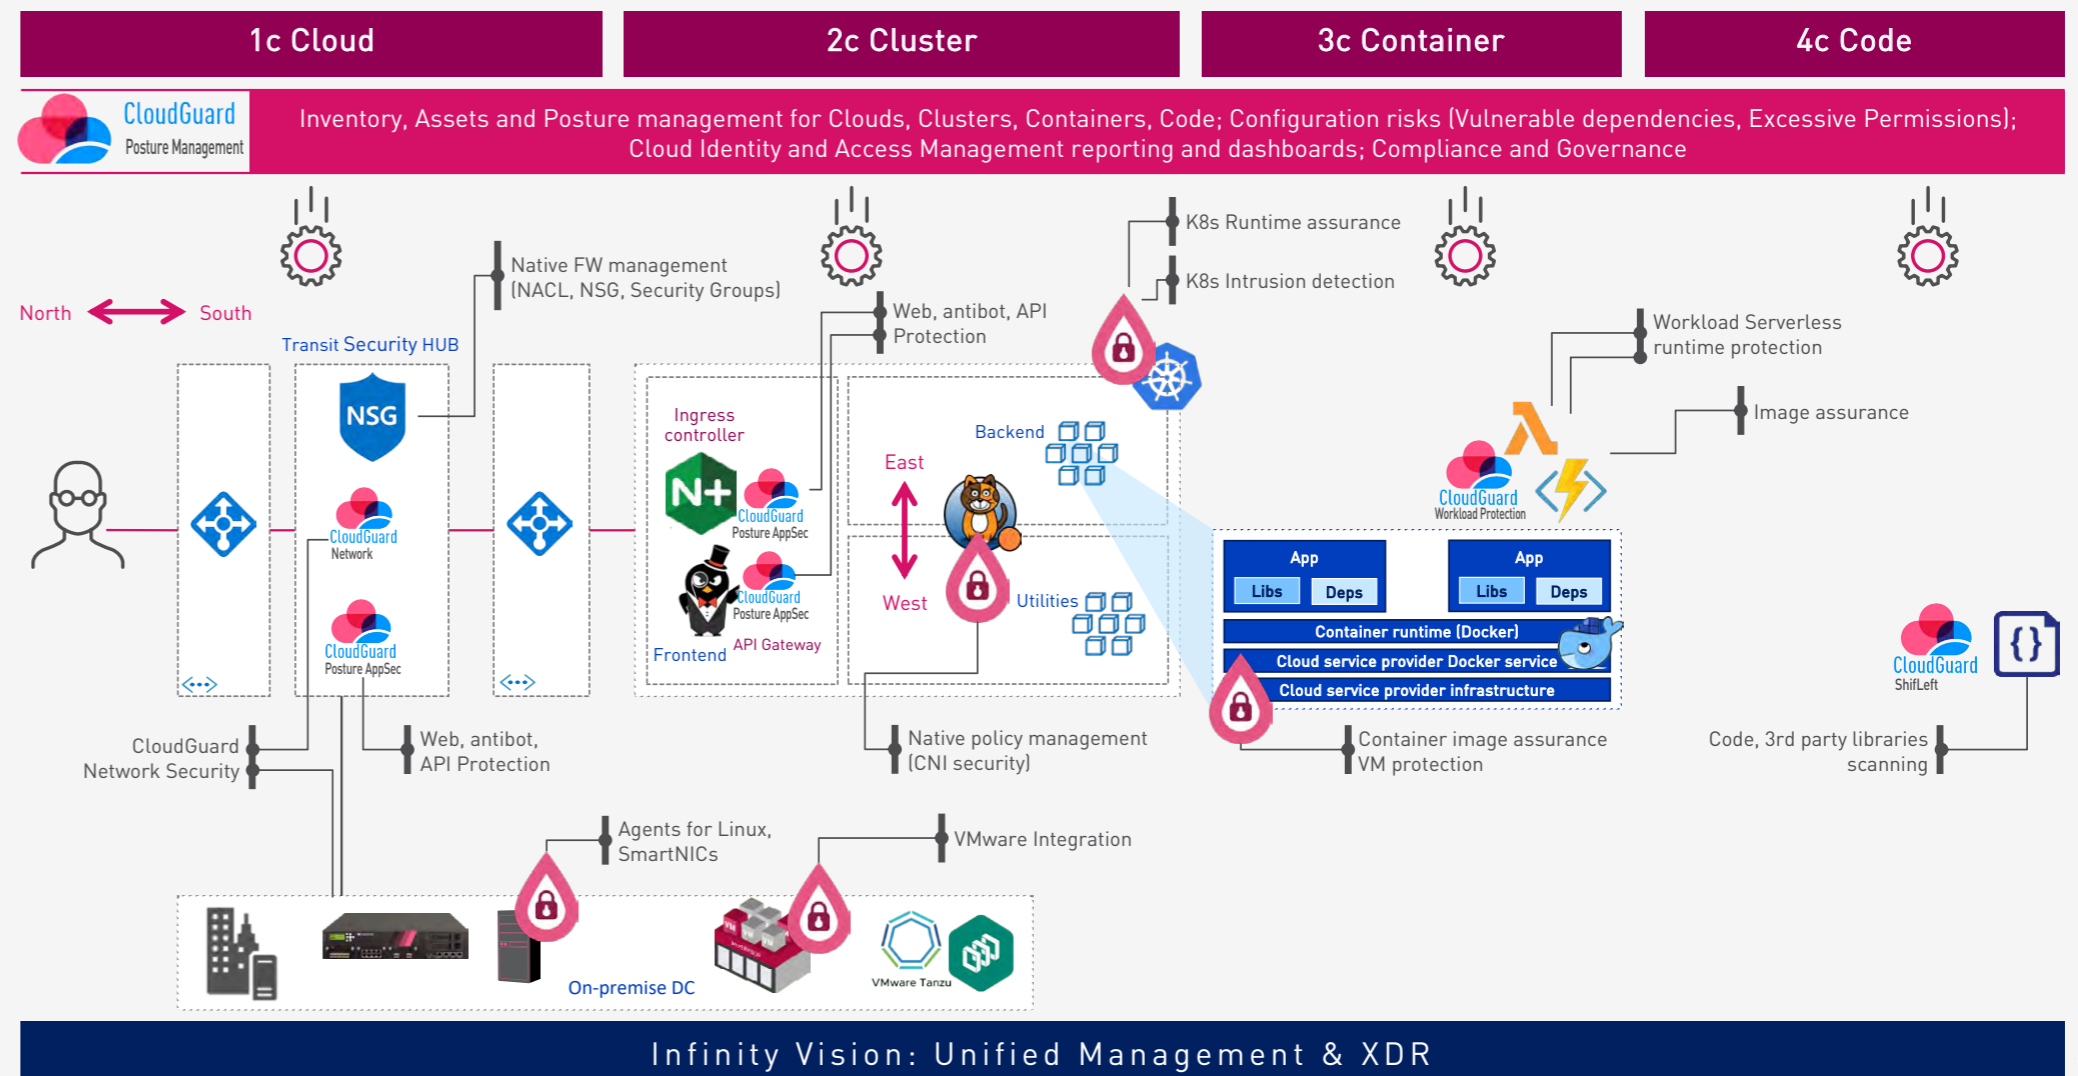 1c Cloud
2c Cluster
3c Container
4c Code
CloudGuard
Posture Management
Inventory, Assets and Posture management for Clouds, Clusters, Containers, Code; Configuration risks (Vulnerable dependencies, Excessive Permissions);
Cloud Identity and Access Management reporting and dashboards; Compliance and Governance
North
South
Native FW management
(NACL, NSG, Security Groups)
Transit Security HUB
NSG
CloudGuard
Network
CloudGuard
Posture AppSec
CloudGuard
Network Security
Web, antibot,
API Protection
Web, antibot, API
Protection
K8s Runtime assurance
K8s Intrusion detection
Ingress
controller
N+
CloudGuard
Posture AppSec
CloudGuard
Posture AppSec
API Gateway
Frontend
East
West
Backend
Utilities
Native policy management
(CNI security)
Workload Serverless
runtime protection
Image assurance
CloudGuard
Workload Protection
App
Libs
Deps
App
Libs
Deps
Container runtime (Docker)
Cloud service provider Docker service
Cloud service provider infrastructure
Container image assurance
VM protection
CloudGuard
ShifLeft
{}
Code, 3rd party libraries
scanning
Agents for Linux,
SmartNICs
VMware Integration
On-premise DC
VM
VM
VM
VMware Tanzu
Infinity Vision: Unified Management & XDR